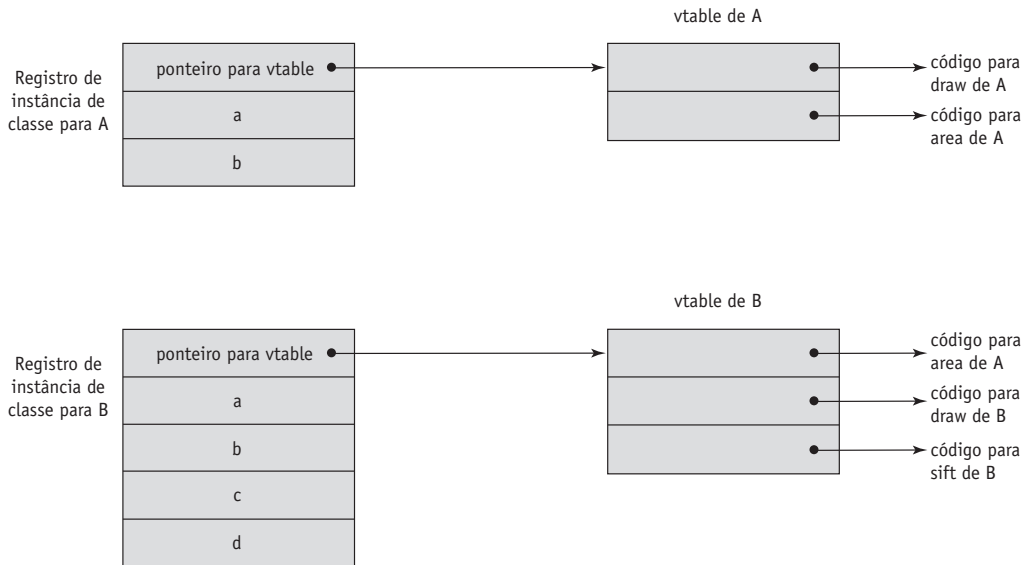 vtable de A
Registro de
instância de
classe para A
ponteiro para vtable
a
b
código para
draw de A
código para
area de A
vtable de B
Registro de
instância de
classe para B
ponteiro para vtable
a
b
c
d
código para
area de A
código para
draw de B
código para
sift de B